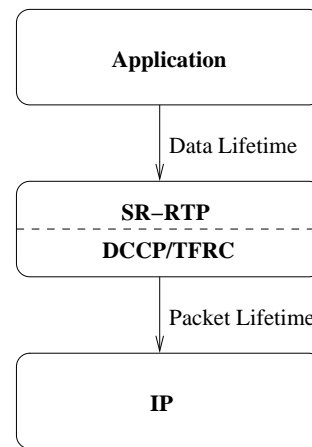 Application
Data Lifetime
SR–RTP
DCCP/TFRC
Packet Lifetime
IP